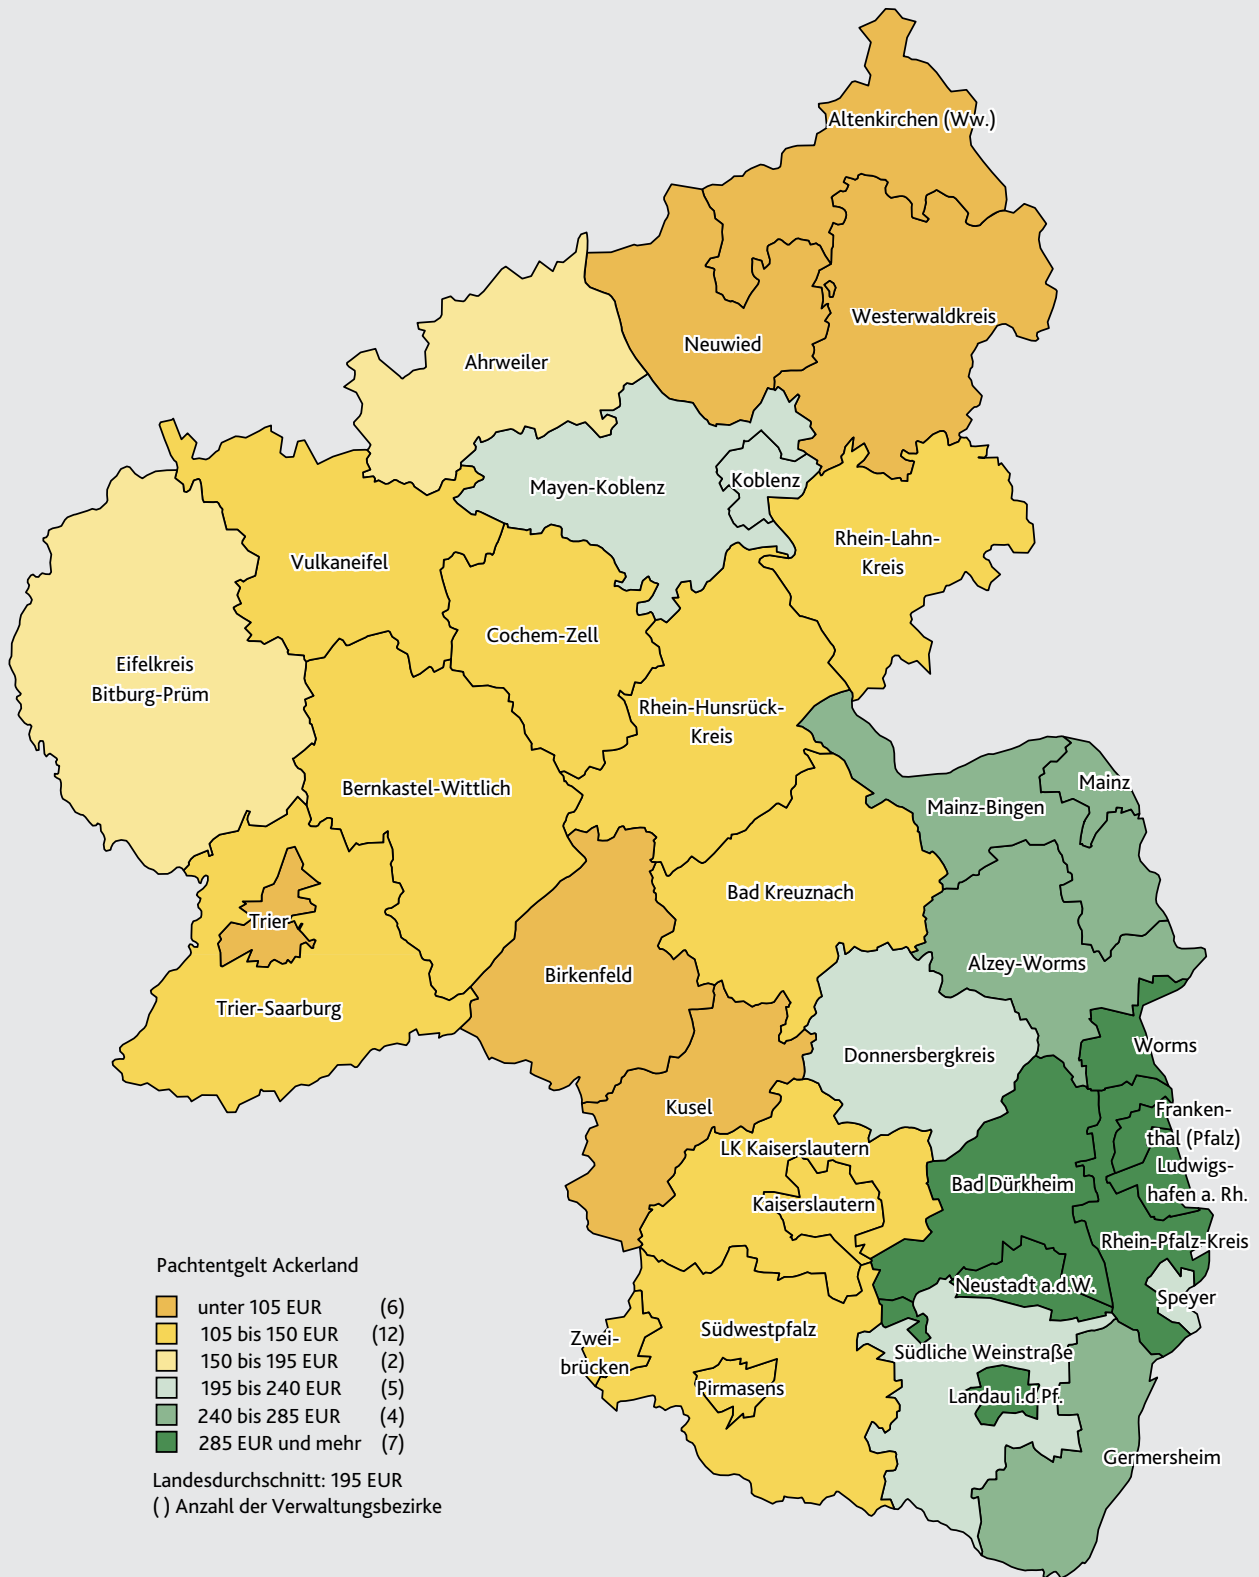 Altenkirchen (Ww.)
Westerwaldkreis
Neuwied
Ahrweiler
Koblenz
Mayen-Koblenz
Rhein-Lahn-
Kreis
Vulkaneifel
Cochem-Zell
Eifelkreis
Bitburg-Prüm
Rhein-Hunsrück-
Kreis
Mainz
Bernkastel-Wittlich
Mainz-Bingen
Bad Kreuznach
Trier
Alzey-Worms
Birkenfeld
Trier-Saarburg
Worms
Donnersbergkreis
Kusel
Franken-
thal (Pfalz)
LK Kaiserslautern
Ludwigs-
hafen a. Rh.
Bad Dürkheim
Kaiserslautern
Rhein-Pfalz-Kreis
Neustadt a.d.W.
Speyer
Südwestpfalz
Zwei-
brücken
Südliche Weinstraße
Pirmasens
Landau i.d.Pf.
Germersheim
Pachtentgelt Ackerland
unter 105 EUR (6)
105 bis 150 EUR (12)
150 bis 195 EUR (2)
195 bis 240 EUR (5)
240 bis 285 EUR (4)
285 EUR und mehr (7)
Landesdurchschnitt: 195 EUR
( ) Anzahl der Verwaltungsbezirke